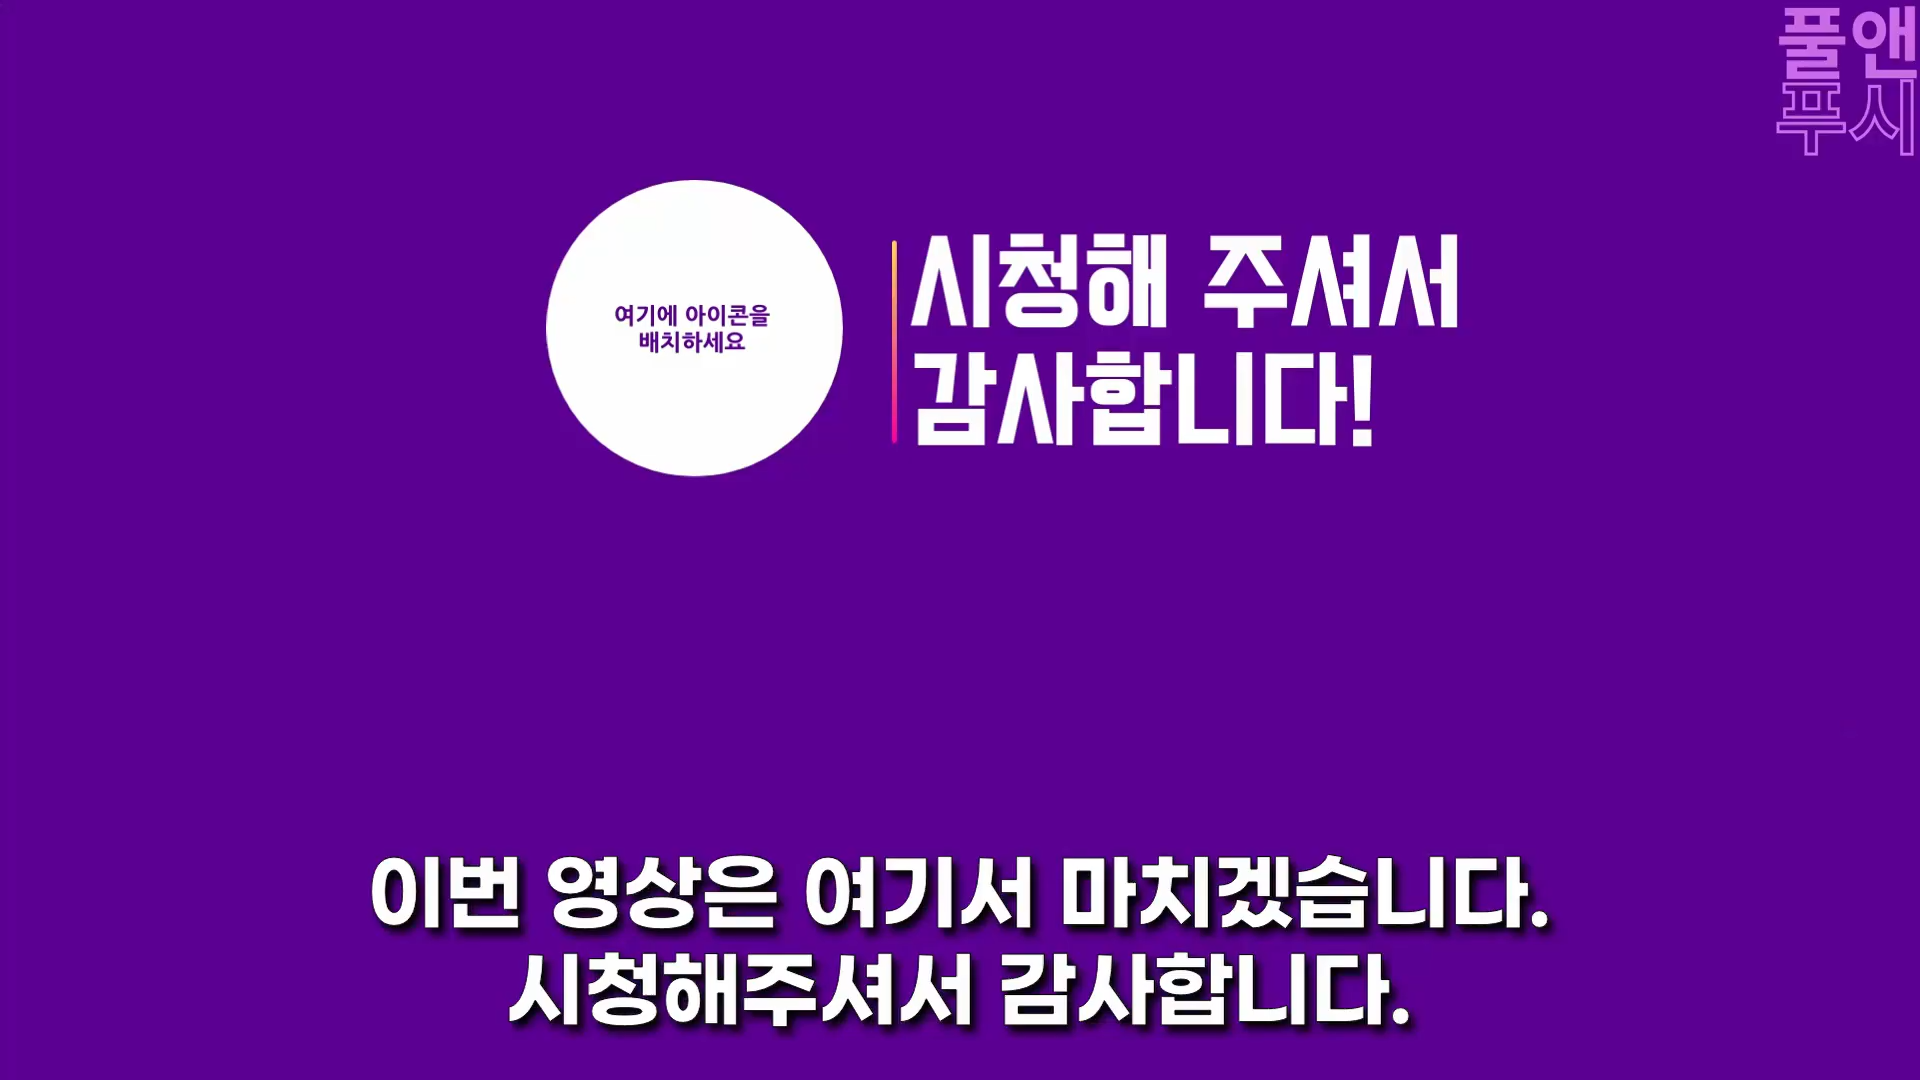 풀앤
푸시
여기에 아이콘을
배치하세요
시청해 주셔서
감사합니다!
이번 영상은 여기서 마치겠습니다.
시청해주셔서 감사합니다.